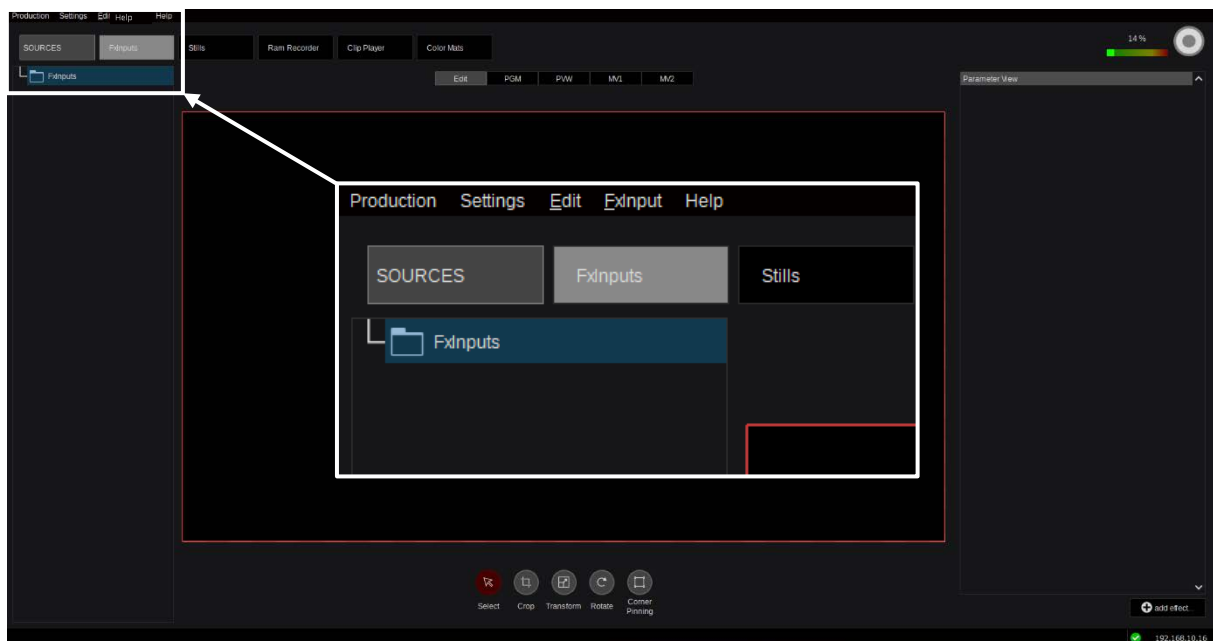 Production Settings Edi Help Help
SOURCES FxInputs Stills Ram Recorder Clip Player Color Mats
14 %
FxInputs
Edit PGM PVW MV1 MV2
Parameter View
Production Settings Edit FxInput Help
SOURCES FxInputs Stills
FxInputs
Select Crop Transform Rotate Corner Pinning
add effect...
192.168.10.16